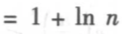 = 1 + ln n